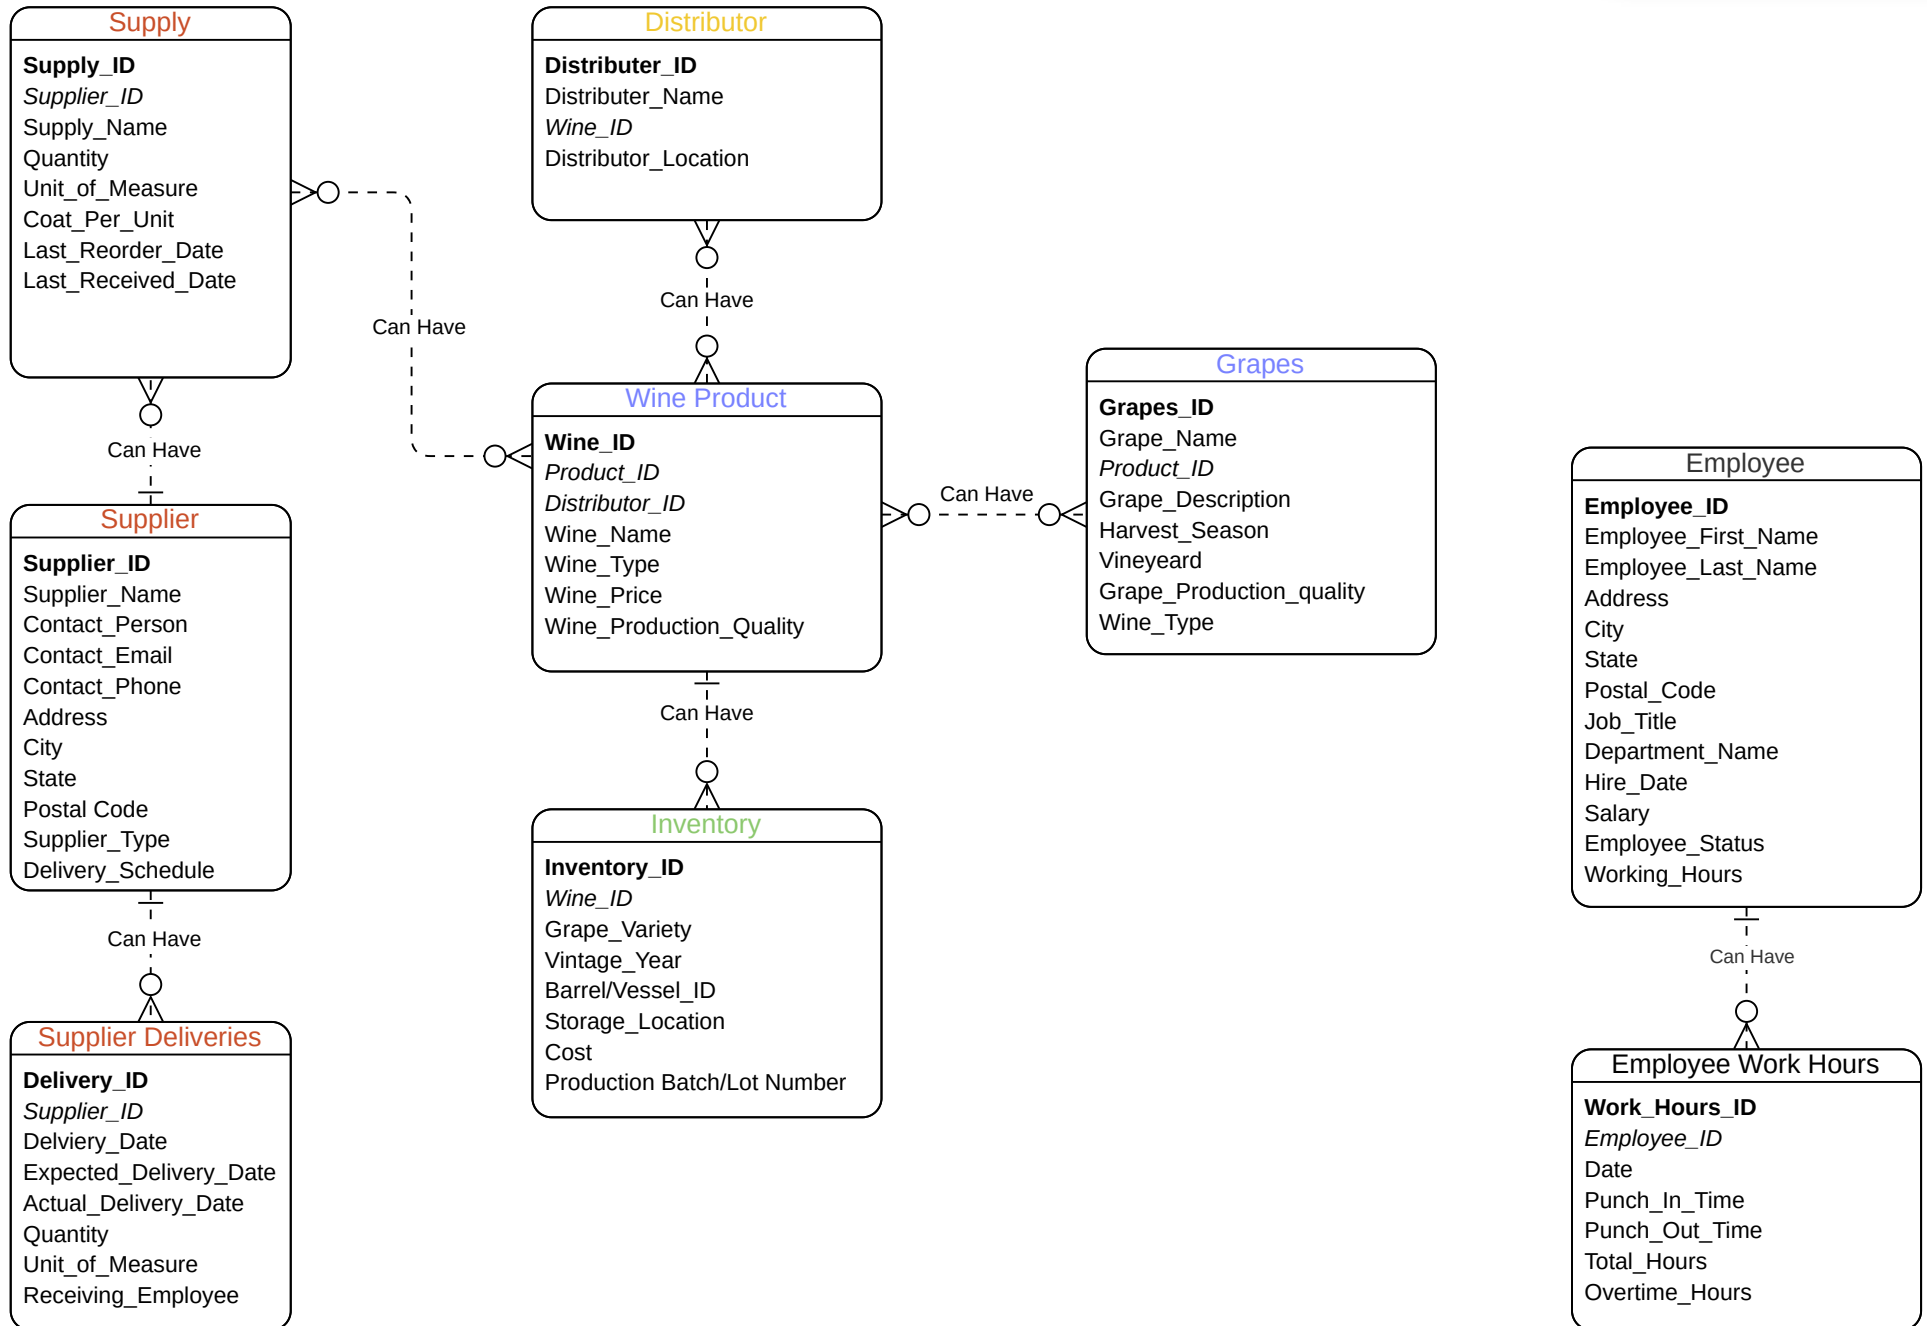 Supply
Supply_ID
Supplier_ID
Supply_Name
Quantity
Unit_of_Measure
Coat_Per_Unit
Last_Reorder_Date
Last_Received_Date
Can Have
Supplier
Supplier_ID
Supplier_Name
Contact_Person
Contact_Email
Contact_Phone
Address
City
State
Postal Code
Supplier_Type
Delivery_Schedule
Can Have
Supplier Deliveries
Delivery_ID
Supplier_ID
Delviery_Date
Expected_Delivery_Date
Actual_Delivery_Date
Quantity
Unit_of_Measure
Receiving_Employee
Can Have
Distributor
Distributer_ID
Distributer_Name
Wine_ID
Distributor_Location
Can Have
Wine Product
Wine_ID
Product_ID
Distributor_ID
Wine_Name
Wine_Type
Wine_Price
Wine_Production_Quality
Can Have
Inventory
Inventory_ID
Wine_ID
Grape_Variety
Vintage_Year
Barrel/Vessel_ID
Storage_Location
Cost
Production Batch/Lot Number
Can Have
Grapes
Grapes_ID
Grape_Name
Product_ID
Grape_Description
Harvest_Season
Vineyeard
Grape_Production_quality
Wine_Type
Employee
Employee_ID
Employee_First_Name
Employee_Last_Name
Address
City
State
Postal_Code
Job_Title
Department_Name
Hire_Date
Salary
Employee_Status
Working_Hours
Can Have
Employee Work Hours
Work_Hours_ID
Employee_ID
Date
Punch_In_Time
Punch_Out_Time
Total_Hours
Overtime_Hours